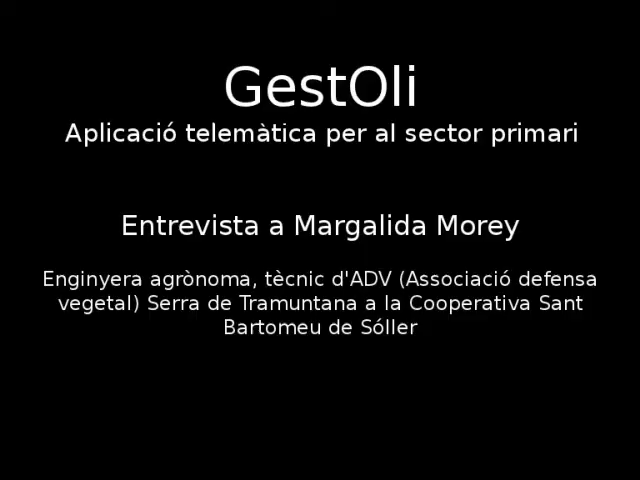 GestOli
Aplicació telemàtica per al sector primari
Entrevista a Margalida Morey
Enginyera agrònoma, tècnic d'ADV (Associació defensa
vegetal) Serra de Tramuntana a la Cooperativa Sant
Bartomeu de Sóller